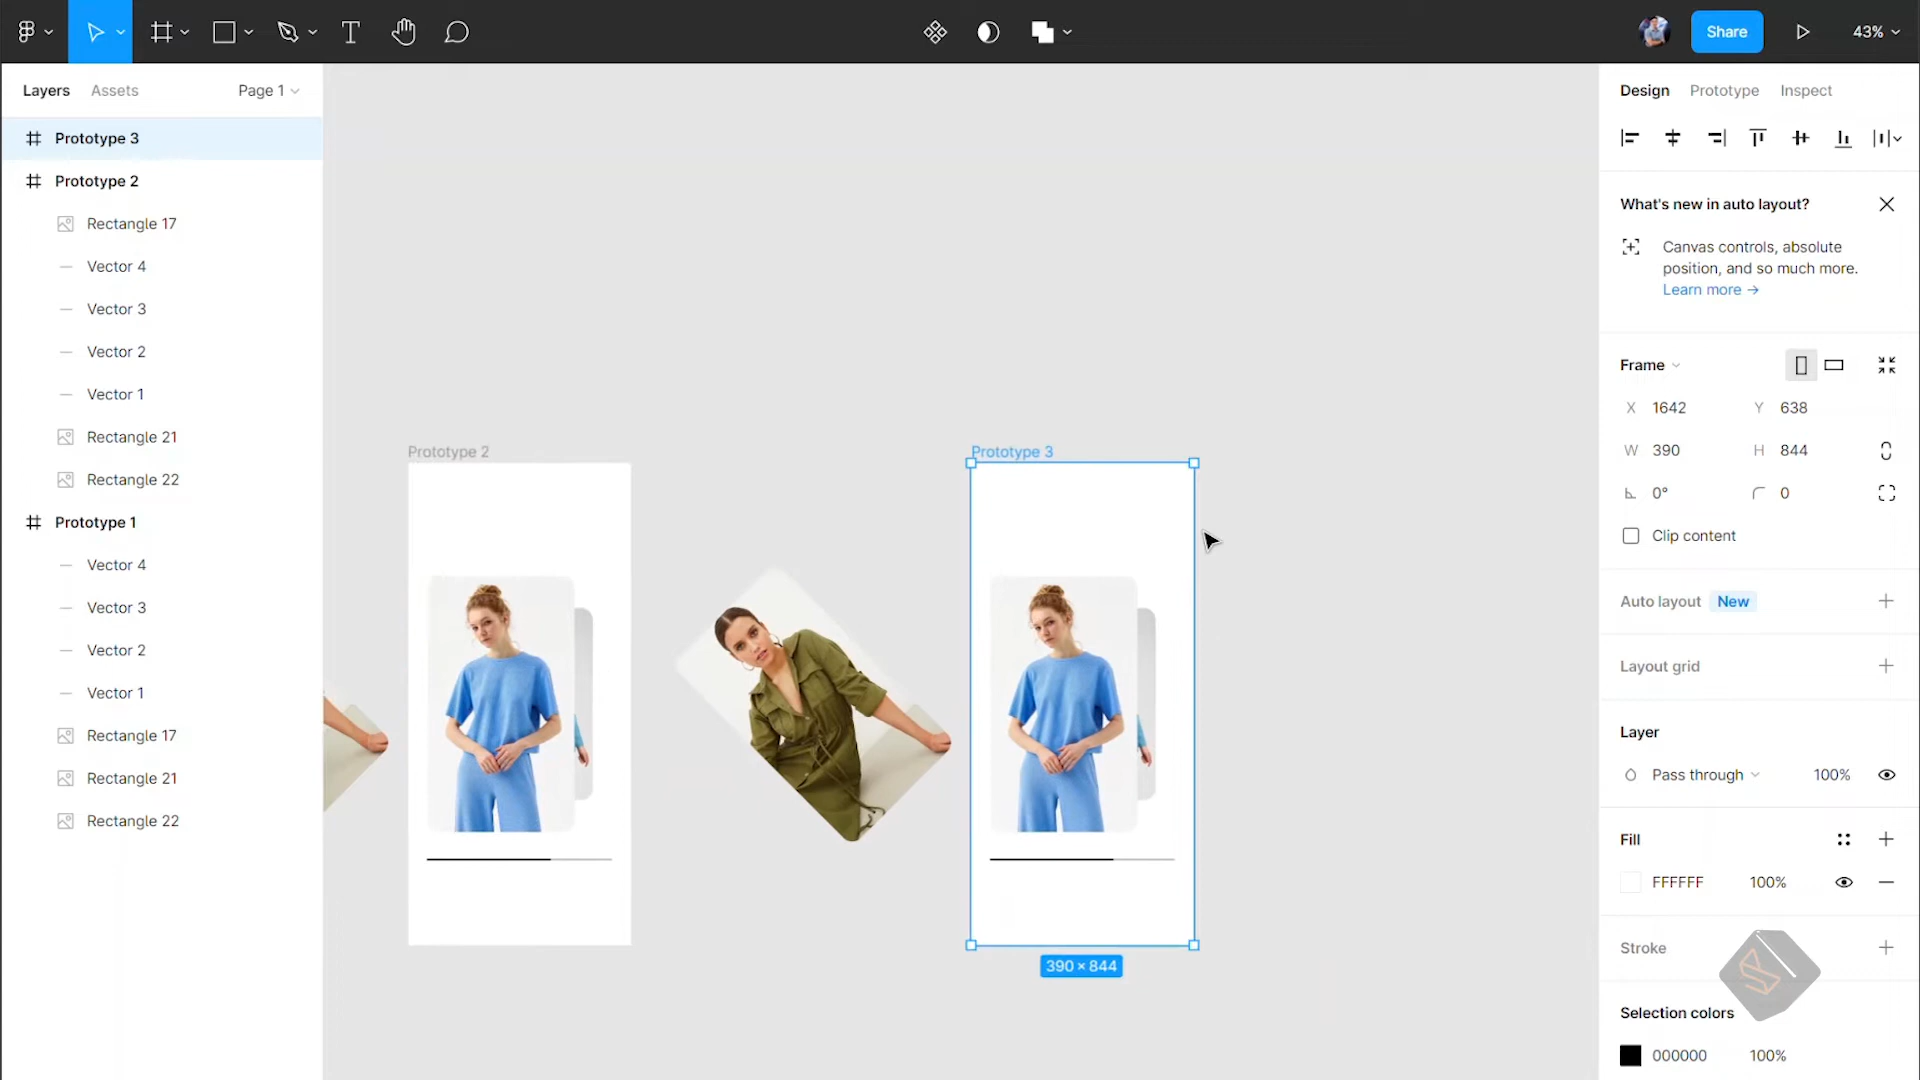 Share
43%
Layers
Assets
Page 1
Prototype 3
Prototype 2
Rectangle 17
Vector 4
Vector 3
Vector 2
Vector 1
Rectangle 21
Rectangle 22
Prototype 1
Vector 4
Vector 3
Vector 2
Vector 1
Rectangle 17
Rectangle 21
Rectangle 22
Prototype 2
Prototype 3
390 × 844
Design
Prototype
Inspect
What's new in auto layout?
Canvas controls, absolute
position, and so much more.
Learn more →
Frame
X 1642
Y 638
W 390
H 844
0°
0
Clip content
Auto layout New
Layout grid
Layer
Pass through
100%
Fill
FFFFFF
100%
Stroke
Selection colors
000000
100%